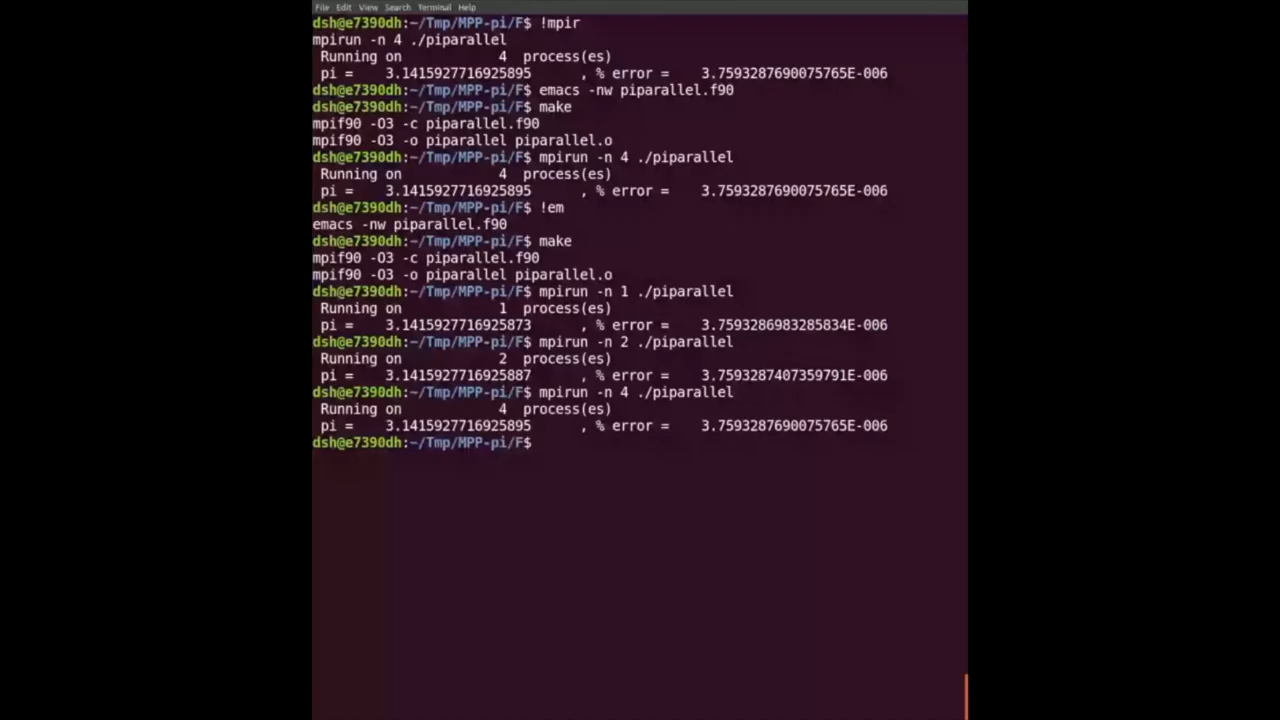 File Edit View Search Terminal Help
dsh@e7390dh:~/Tmp/MPP-pi/F$ !mpir
mpirun -n 4 ./piparallel
Running on 4 process(es)
pi = 3.1415927716925895 , % error = 3.7593287690075765E-006
dsh@e7390dh:~/Tmp/MPP-pi/F$ emacs -nw piparallel.f90
dsh@e7390dh:~/Tmp/MPP-pi/F$ make
mpif90 -O3 -c piparallel.f90
mpif90 -O3 -o piparallel piparallel.o
dsh@e7390dh:~/Tmp/MPP-pi/F$ mpirun -n 4 ./piparallel
Running on 4 process(es)
pi = 3.1415927716925895 , % error = 3.7593287690075765E-006
dsh@e7390dh:~/Tmp/MPP-pi/F$ !em
emacs -nw piparallel.f90
dsh@e7390dh:~/Tmp/MPP-pi/F$ make
mpif90 -O3 -c piparallel.f90
mpif90 -O3 -o piparallel piparallel.o
dsh@e7390dh:~/Tmp/MPP-pi/F$ mpirun -n 1 ./piparallel
Running on 1 process(es)
pi = 3.1415927716925873 , % error = 3.7593286983285834E-006
dsh@e7390dh:~/Tmp/MPP-pi/F$ mpirun -n 2 ./piparallel
Running on 2 process(es)
pi = 3.1415927716925887 , % error = 3.7593287407359791E-006
dsh@e7390dh:~/Tmp/MPP-pi/F$ mpirun -n 4 ./piparallel
Running on 4 process(es)
pi = 3.1415927716925895 , % error = 3.7593287690075765E-006
dsh@e7390dh:~/Tmp/MPP-pi/F$